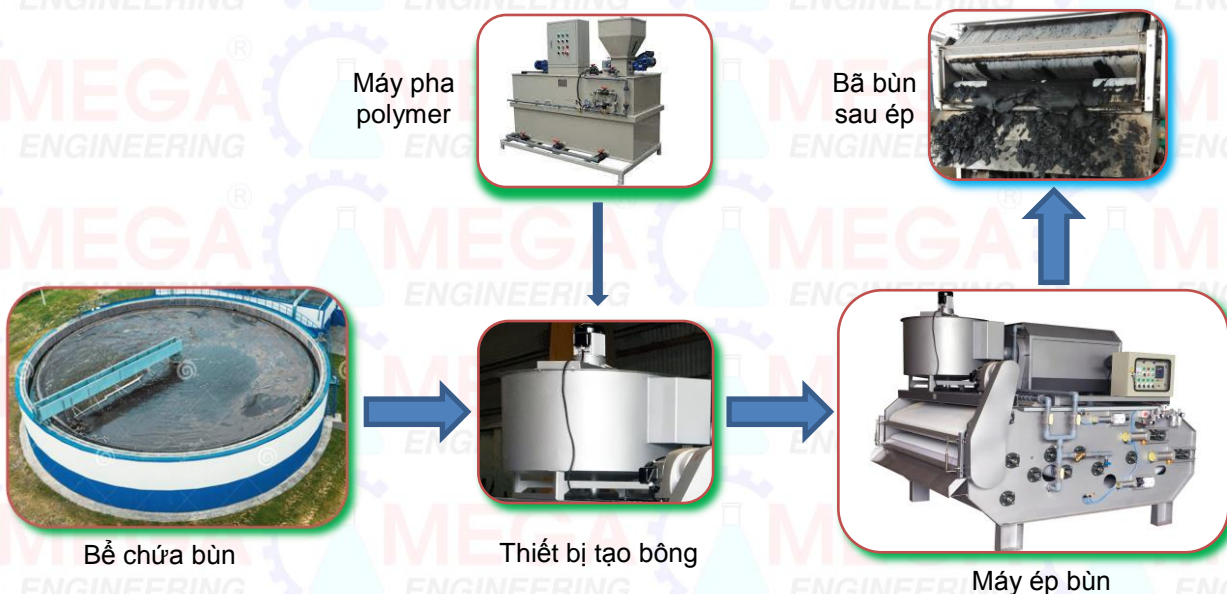 Máy pha
polymer
Bã bùn
sau ép
Bể chứa bùn
Thiết bị tạo bông
Máy ép bùn
MEGA
ENGINEERING
®